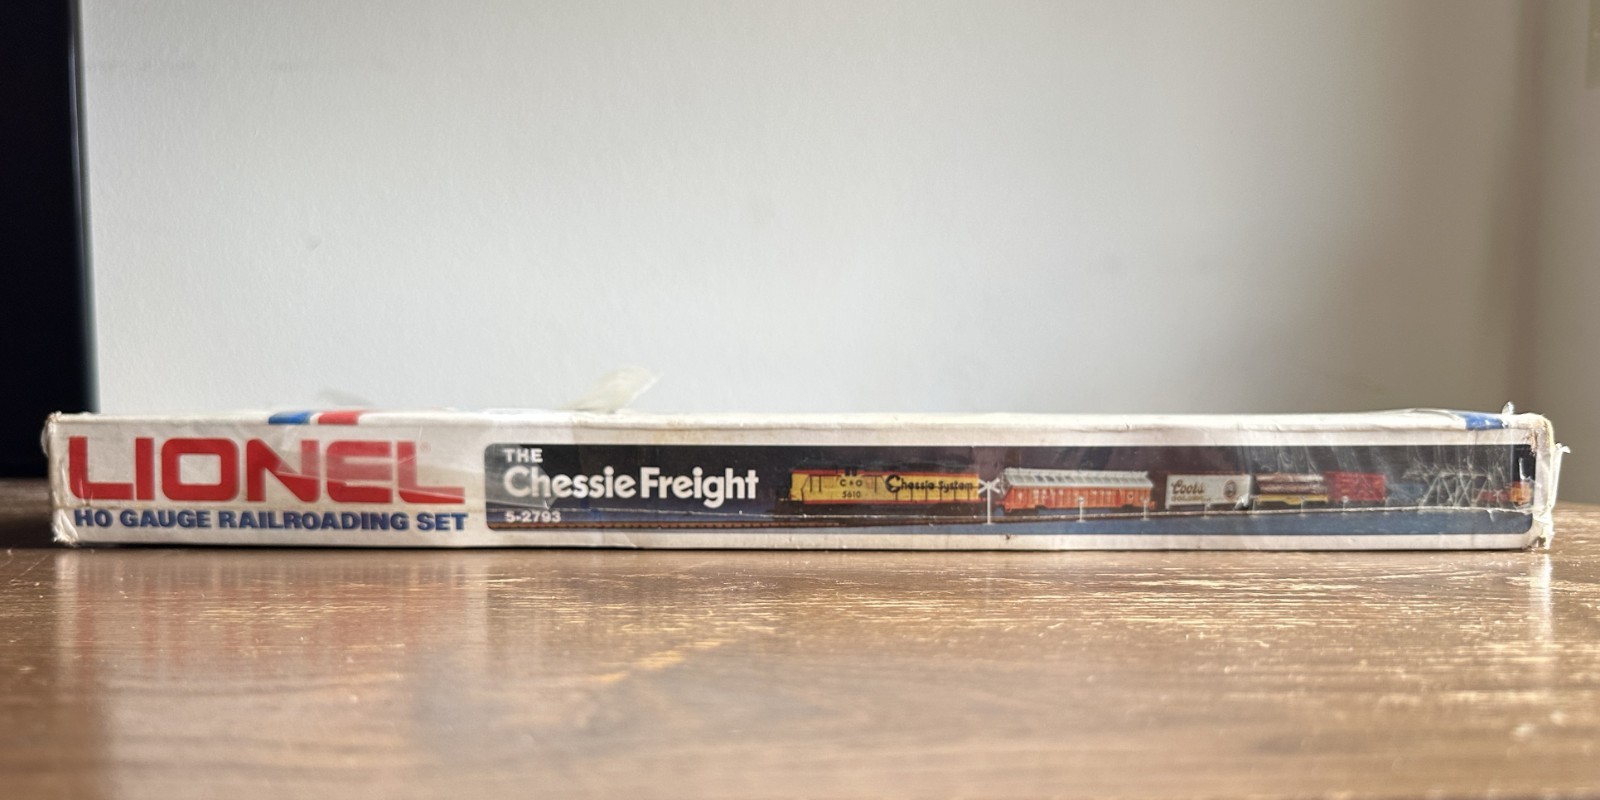 LIONEL
HO GAUGE RAILROADING SET
THE
Chessie Freight
5-2793
C+O
5610
Chessie System
Coors